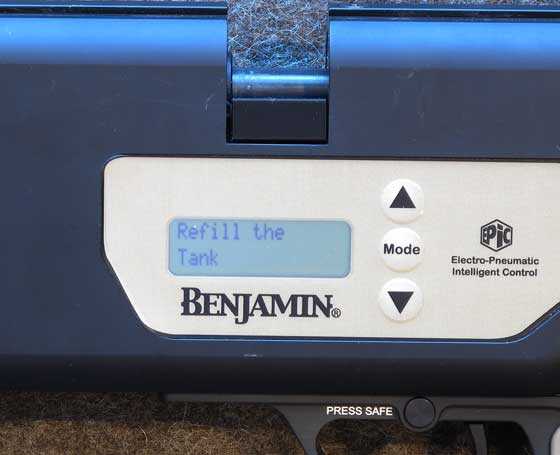 Refill the
Tank
Mode
BENJAMIN®
EPiC
Electro-Pneumatic
Intelligent Control
PRESS SAFE